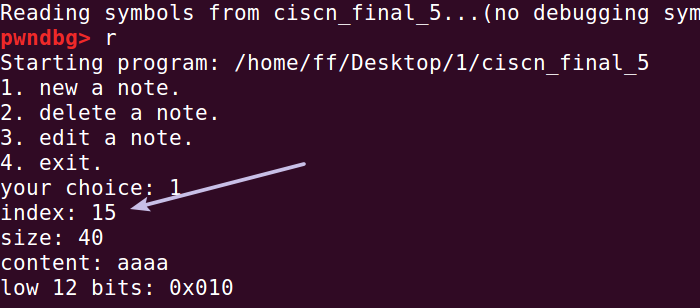 Reading symbols from ciscn_final_5...(no debugging sym
pwndbg> r
Starting program: /home/ff/Desktop/1/ciscn_final_5
1. new a note.
2. delete a note.
3. edit a note.
4. exit.
your choice: 1
index: 15
size: 40
content: aaaa
low 12 bits: 0x010